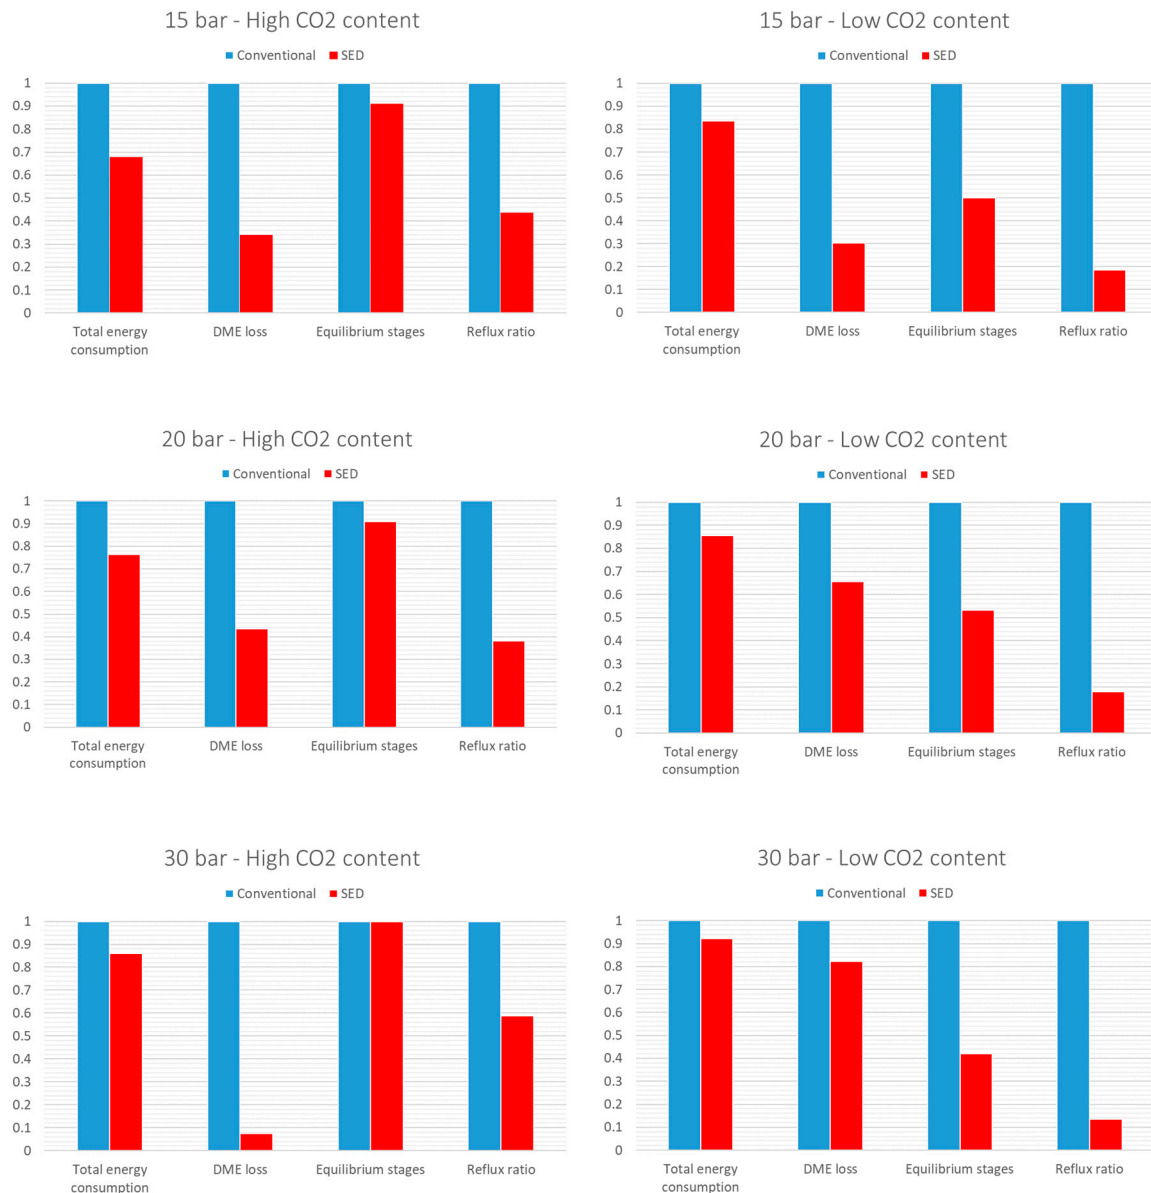 15 bar - High CO2 content
Conventional SED
1
0.9
0.8
0.7
0.6
0.5
0.4
0.3
0.2
0.1
0
Total energy consumption
DME loss
Equilibrium stages
Reflux ratio
15 bar - Low CO2 content
Conventional SED
1
0.9
0.8
0.7
0.6
0.5
0.4
0.3
0.2
0.1
0
Total energy consumption
DME loss
Equilibrium stages
Reflux ratio
20 bar - High CO2 content
Conventional SED
1
0.9
0.8
0.7
0.6
0.5
0.4
0.3
0.2
0.1
0
Total energy consumption
DME loss
Equilibrium stages
Reflux ratio
20 bar - Low CO2 content
Conventional SED
1
0.9
0.8
0.7
0.6
0.5
0.4
0.3
0.2
0.1
0
Total energy consumption
DME loss
Equilibrium stages
Reflux ratio
30 bar - High CO2 content
Conventional SED
1
0.9
0.8
0.7
0.6
0.5
0.4
0.3
0.2
0.1
0
Total energy consumption
DME loss
Equilibrium stages
Reflux ratio
30 bar - Low CO2 content
Conventional SED
1
0.9
0.8
0.7
0.6
0.5
0.4
0.3
0.2
0.1
0
Total energy consumption
DME loss
Equilibrium stages
Reflux ratio